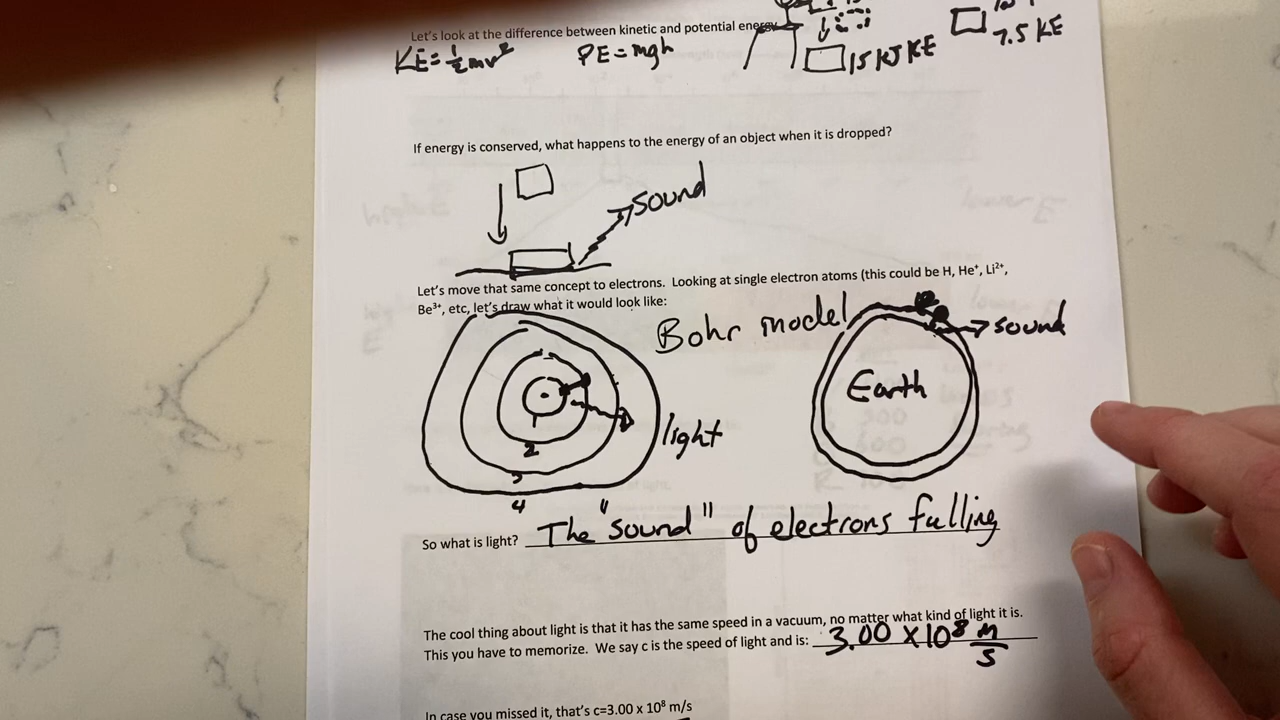 Let's look at the difference between kinetic and potential energy
KE=½mv²
PE=mgh
15 KJ KE
7.5 KE
If energy is conserved, what happens to the energy of an object when it is dropped?
sound
Let's move that same concept to electrons. Looking at single electron atoms (this could be H, He⁺, Li²⁺,
Be³⁺, etc, let's draw what it would look like:
Bohr model
sound
Earth
1
2
3
4
light
So what is light? The "sound" of electrons falling
The cool thing about light is that it has the same speed in a vacuum, no matter what kind of light it is.
This you have to memorize. We say c is the speed of light and is: 3.00 x10⁸ m/s
In case you missed it, that's c=3.00 x 10⁸ m/s